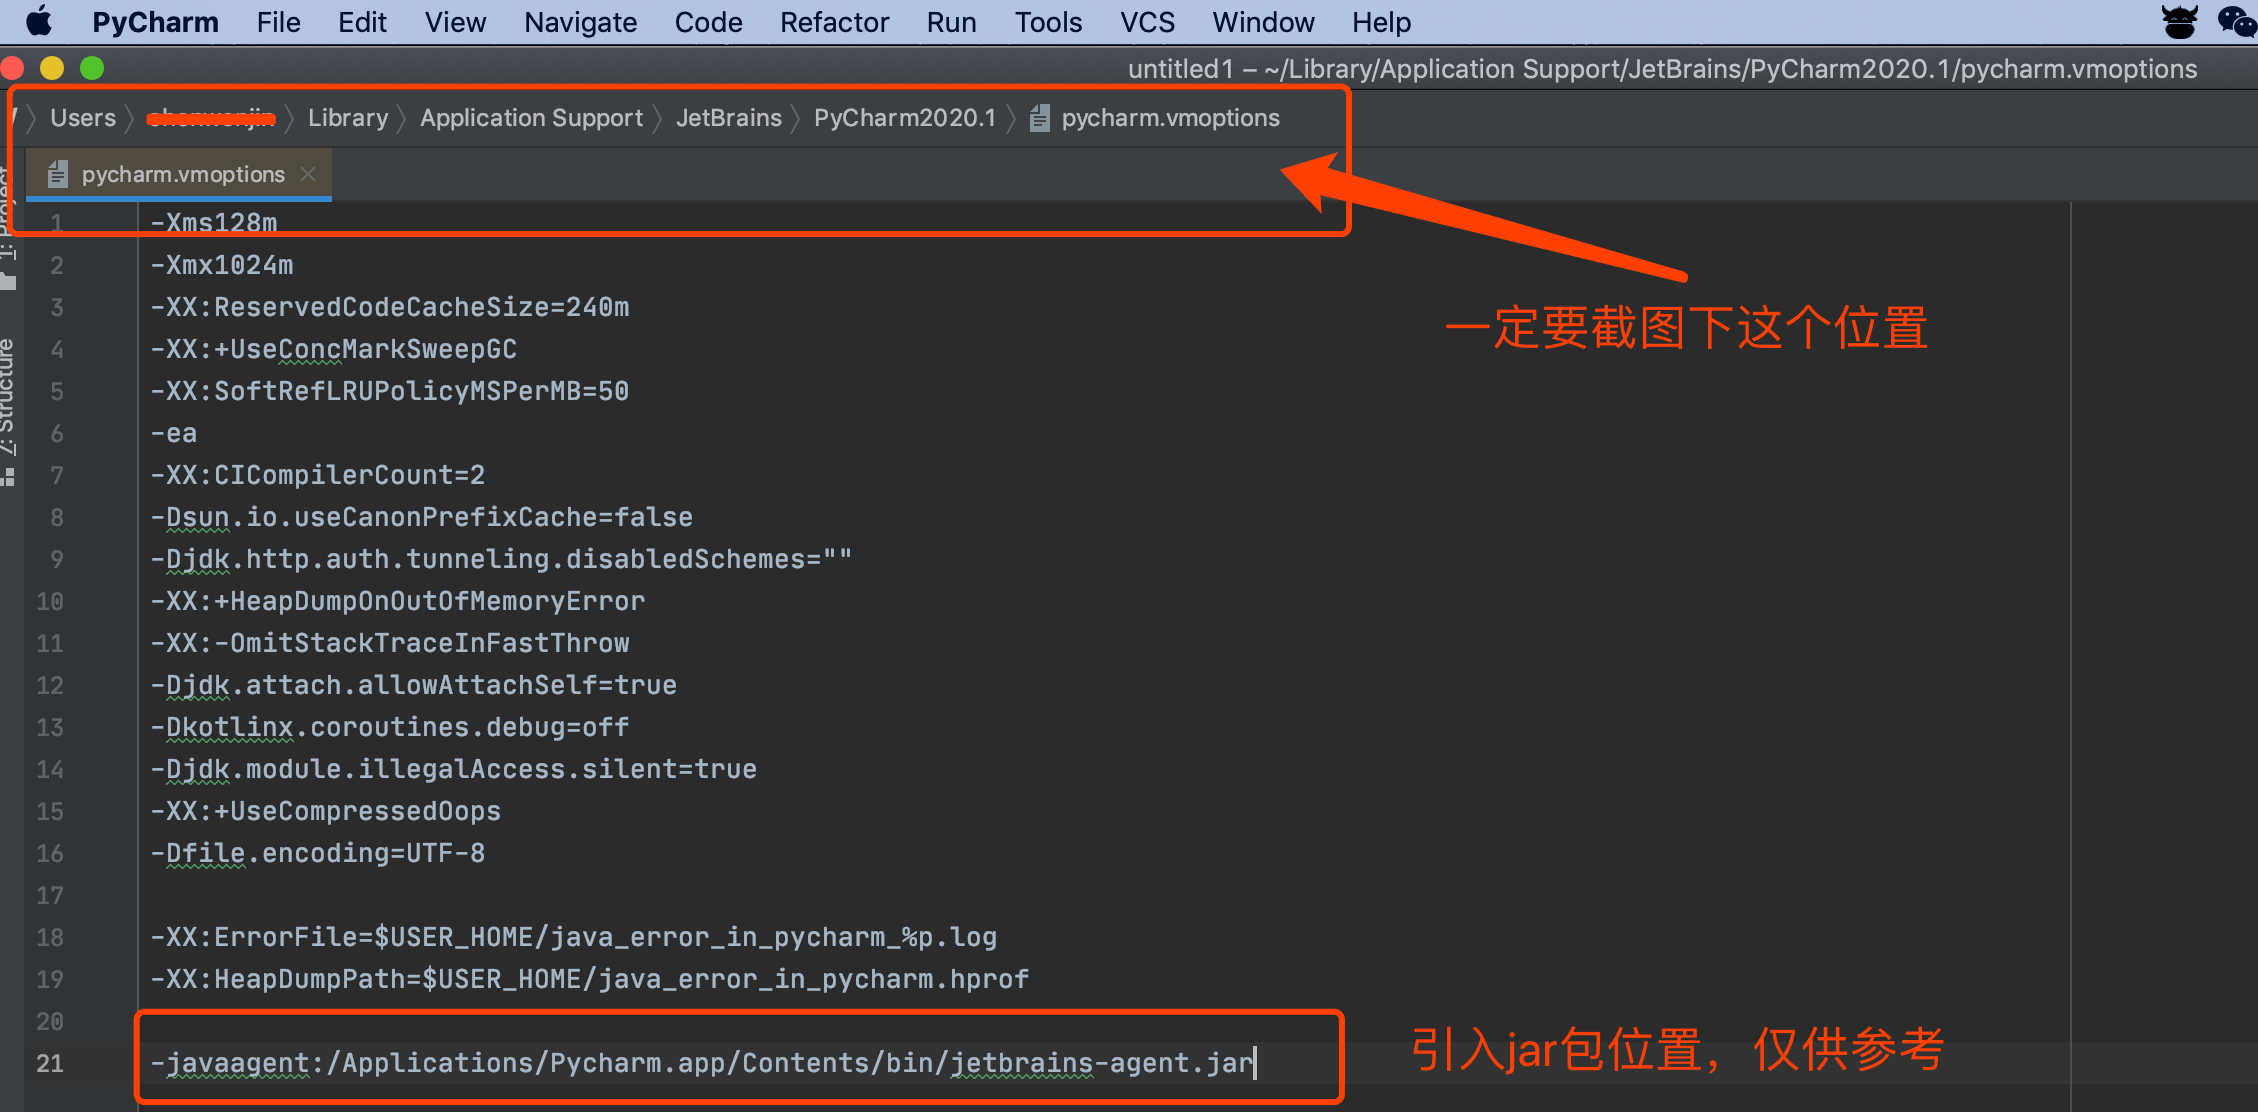 PyCharm File Edit View Navigate Code Refactor Run Tools VCS Window Help
untitled1 – ~/Library/Application Support/JetBrains/PyCharm2020.1/pycharm.vmoptions
Users Library Application Support JetBrains PyCharm2020.1 pycharm.vmoptions
pycharm.vmoptions
1: Project
Z: Structure
1 -Xms128m
2 -Xmx1024m
3 -XX:ReservedCodeCacheSize=240m
4 -XX:+UseConcMarkSweepGC
5 -XX:SoftRefLRUPolicyMSPerMB=50
6 -ea
7 -XX:CICompilerCount=2
8 -Dsun.io.useCanonPrefixCache=false
9 -Djdk.http.auth.tunneling.disabledSchemes=""
10 -XX:+HeapDumpOnOutOfMemoryError
11 -XX:-OmitStackTraceInFastThrow
12 -Djdk.attach.allowAttachSelf=true
13 -Dkotlinx.coroutines.debug=off
14 -Djdk.module.illegalAccess.silent=true
15 -XX:+UseCompressedOops
16 -Dfile.encoding=UTF-8
17
18 -XX:ErrorFile=$USER_HOME/java_error_in_pycharm_%p.log
19 -XX:HeapDumpPath=$USER_HOME/java_error_in_pycharm.hprof
20
21 -javaagent:/Applications/Pycharm.app/Contents/bin/jetbrains-agent.jar
一定要截图下这个位置
引入jar包位置，仅供参考